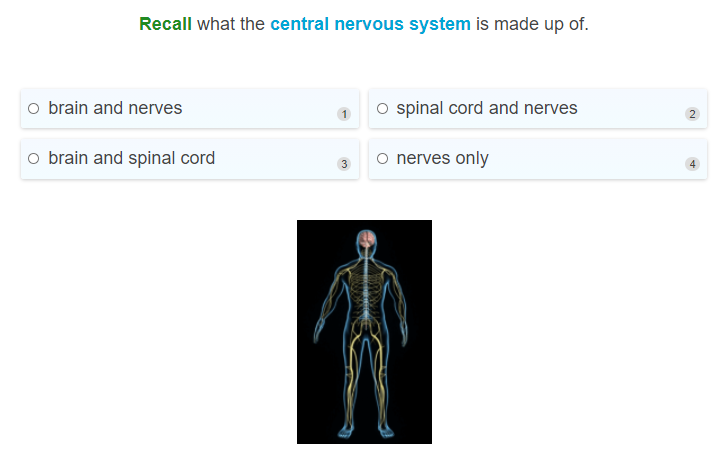 Recall what the central nervous system is made up of.
brain and nerves 1
spinal cord and nerves 2
brain and spinal cord 3
nerves only 4